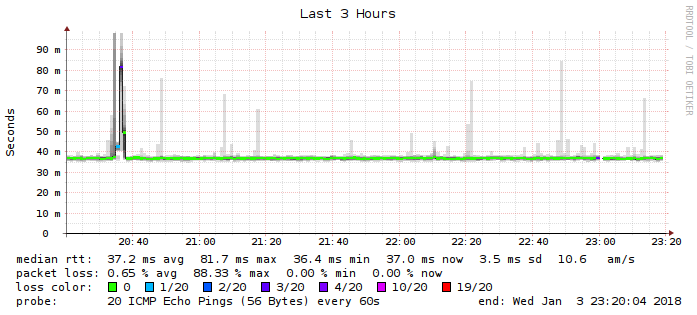 Last 3 Hours
RRDTOOL / TOBI OETIKER
Seconds
90 m
80 m
70 m
60 m
50 m
40 m
30 m
20 m
10 m
0
20:40 21:00 21:20 21:40 22:00 22:20 22:40 23:00 23:20
median rtt: 37.2 ms avg 81.7 ms max 36.4 ms min 37.0 ms now 3.5 ms sd 10.6 am/s
packet loss: 0.65 % avg 88.33 % max 0.00 % min 0.00 % now
loss color: 0 1/20 2/20 3/20 4/20 10/20 19/20
probe: 20 ICMP Echo Pings (56 Bytes) every 60s end: Wed Jan 3 23:20:04 2018